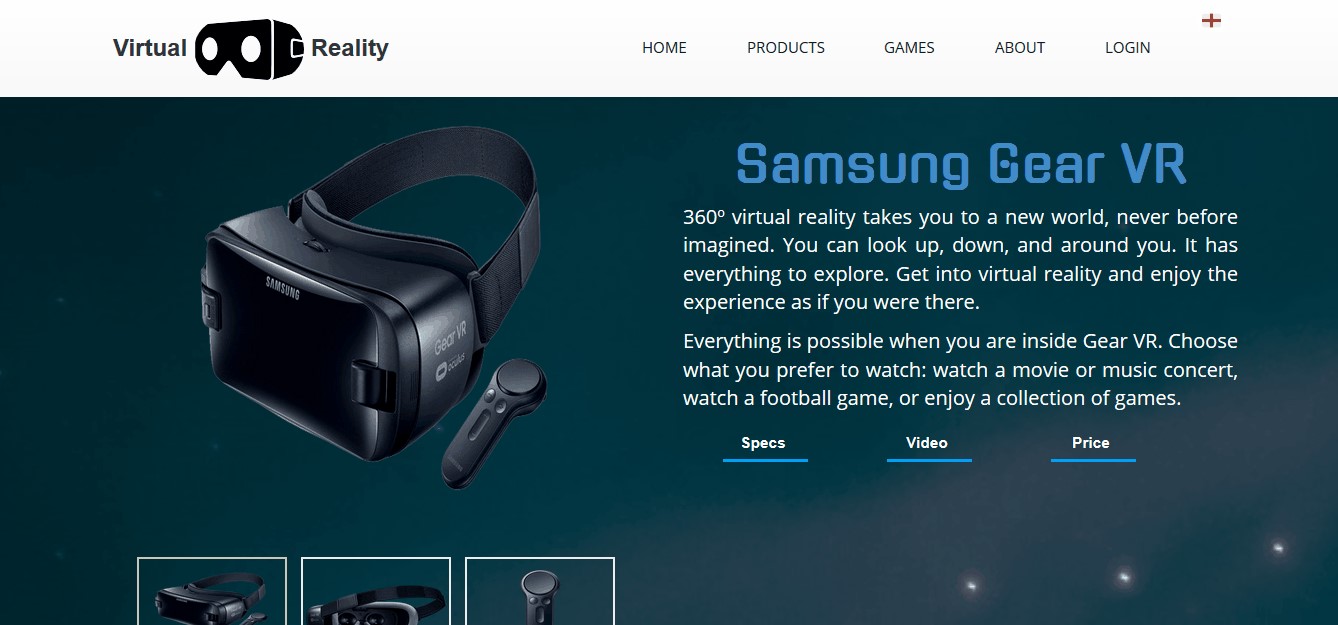 Virtual Reality
HOME PRODUCTS GAMES ABOUT LOGIN
Samsung Gear VR
360º virtual reality takes you to a new world, never before
imagined. You can look up, down, and around you. It has
everything to explore. Get into virtual reality and enjoy the
experience as if you were there.
Everything is possible when you are inside Gear VR. Choose
what you prefer to watch: watch a movie or music concert,
watch a football game, or enjoy a collection of games.
Specs Video Price
SAMSUNG
Gear VR
oculus